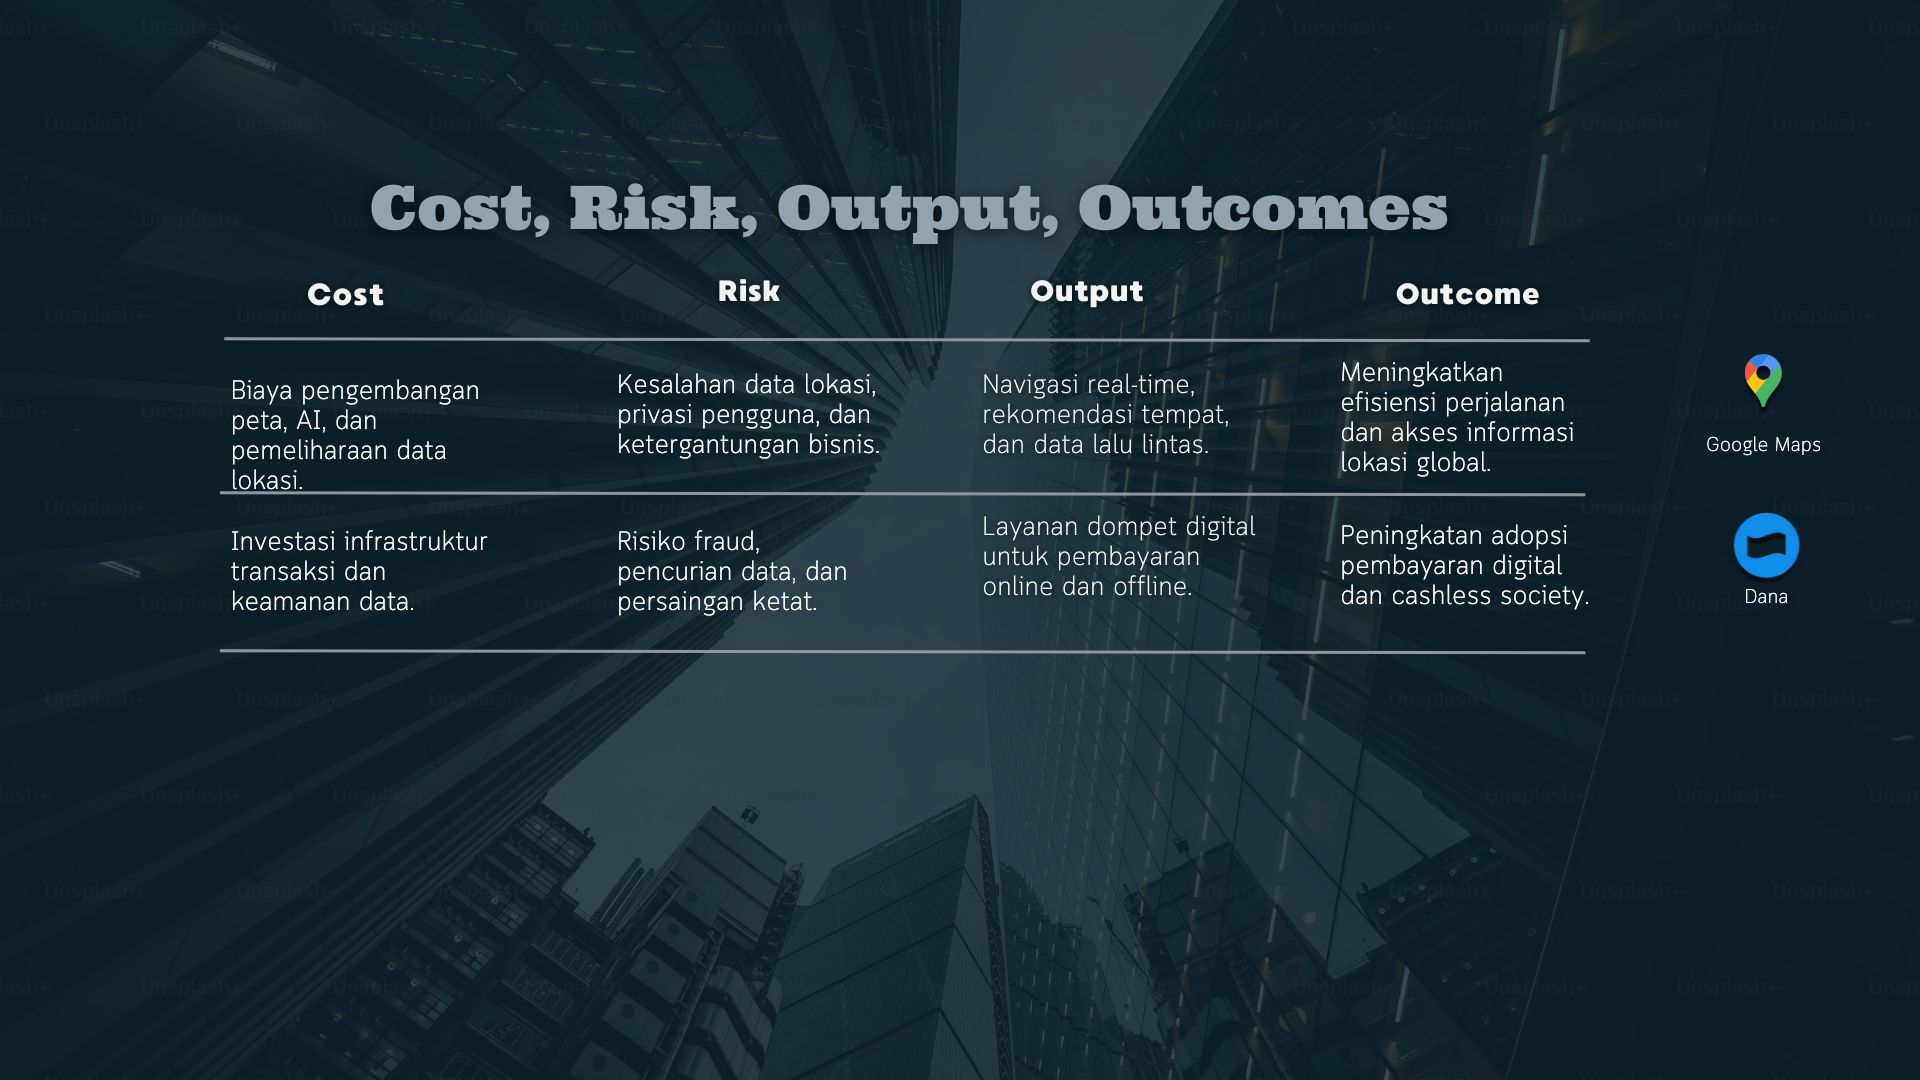 Cost, Risk, Output, Outcomes
Cost
Risk
Output
Outcome
Biaya pengembangan
peta, AI, dan
pemeliharaan data
lokasi.
Kesalahan data lokasi,
privasi pengguna, dan
ketergantungan bisnis.
Navigasi real-time,
rekomendasi tempat,
dan data lalu lintas.
Meningkatkan
efisiensi perjalanan
dan akses informasi
lokasi global.
Google Maps
Investasi infrastruktur
transaksi dan
keamanan data.
Risiko fraud,
pencurian data, dan
persaingan ketat.
Layanan dompet digital
untuk pembayaran
online dan offline.
Peningkatan adopsi
pembayaran digital
dan cashless society.
Dana
Unsplash+